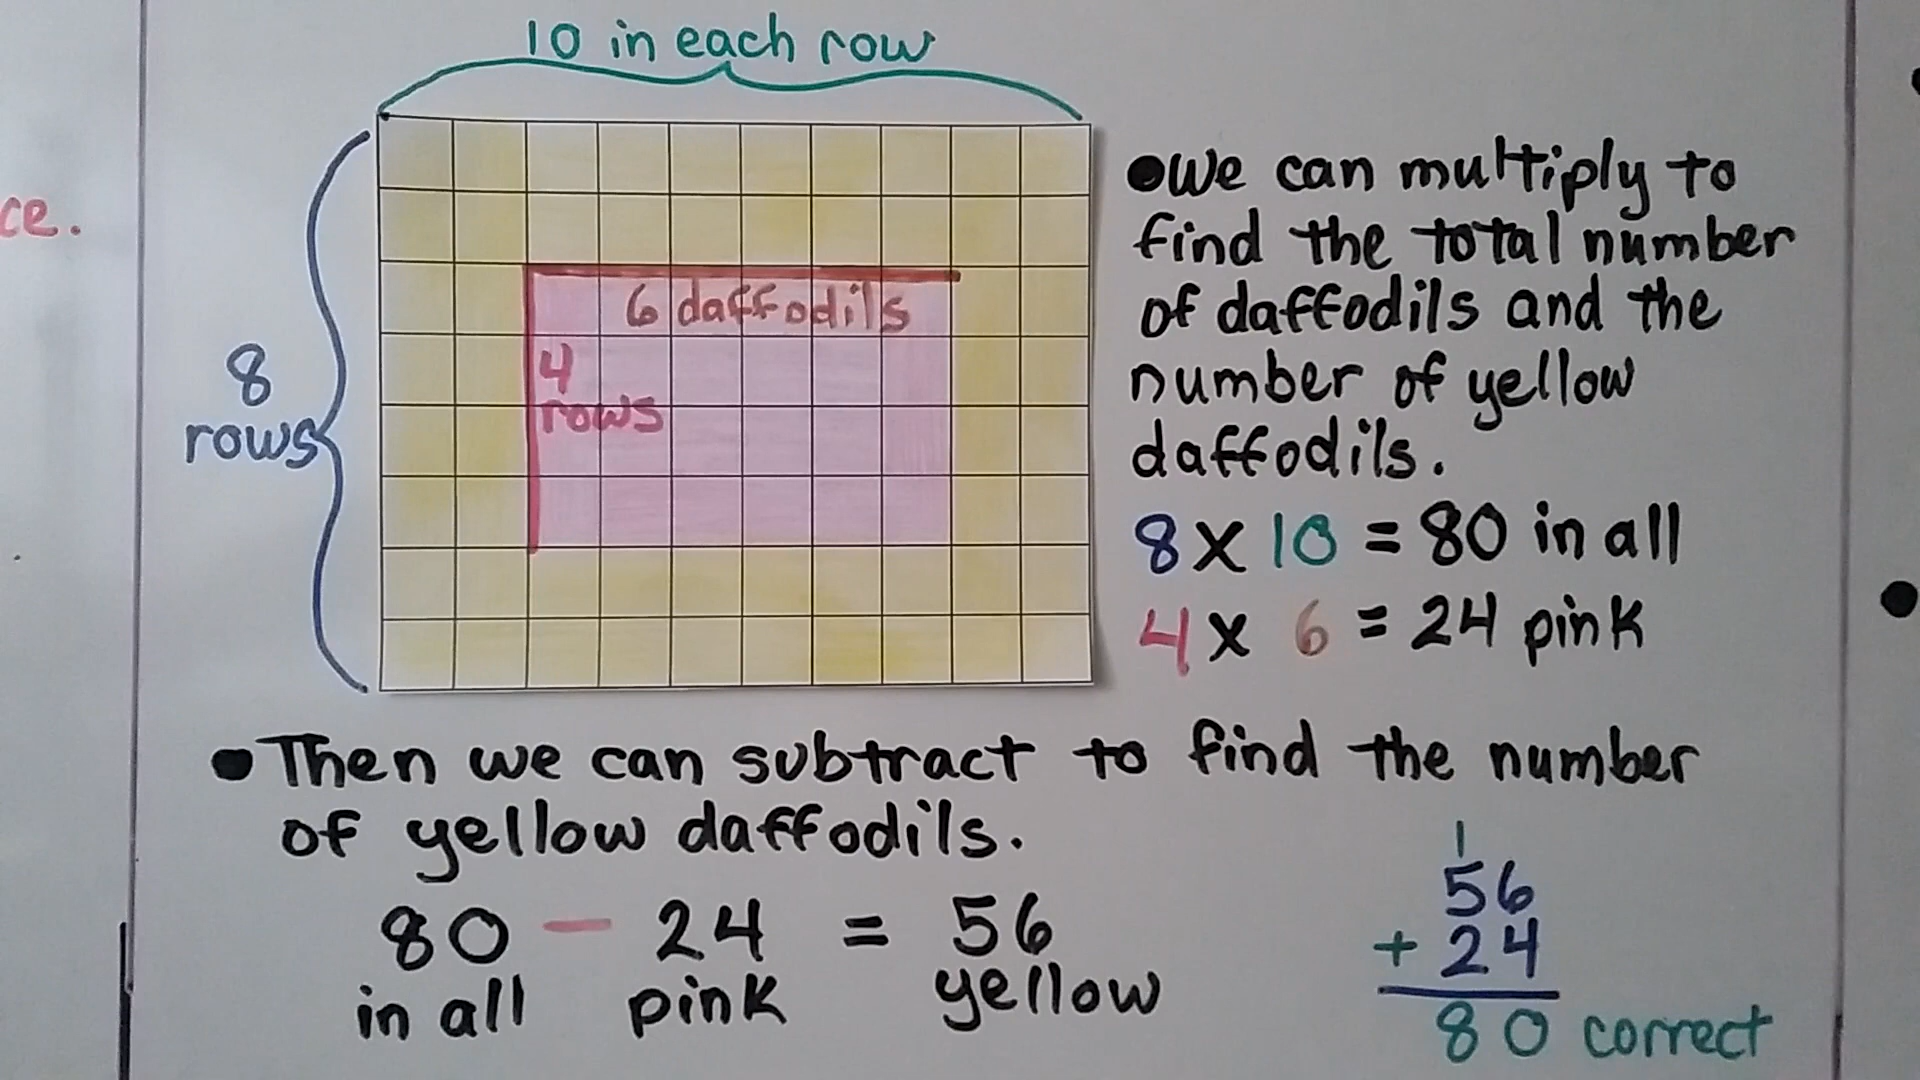 10 in each row
ce.
8
rows
6 daffodils
4
rows
•We can multiply to
find the total number
of daffodils and the
number of yellow
daffodils.
8 x 10 = 80 in all
4 x 6 = 24 pink
•Then we can subtract to find the number
of yellow daffodils.
80 − 24 = 56
in all pink yellow
1
56
+ 24
80 correct